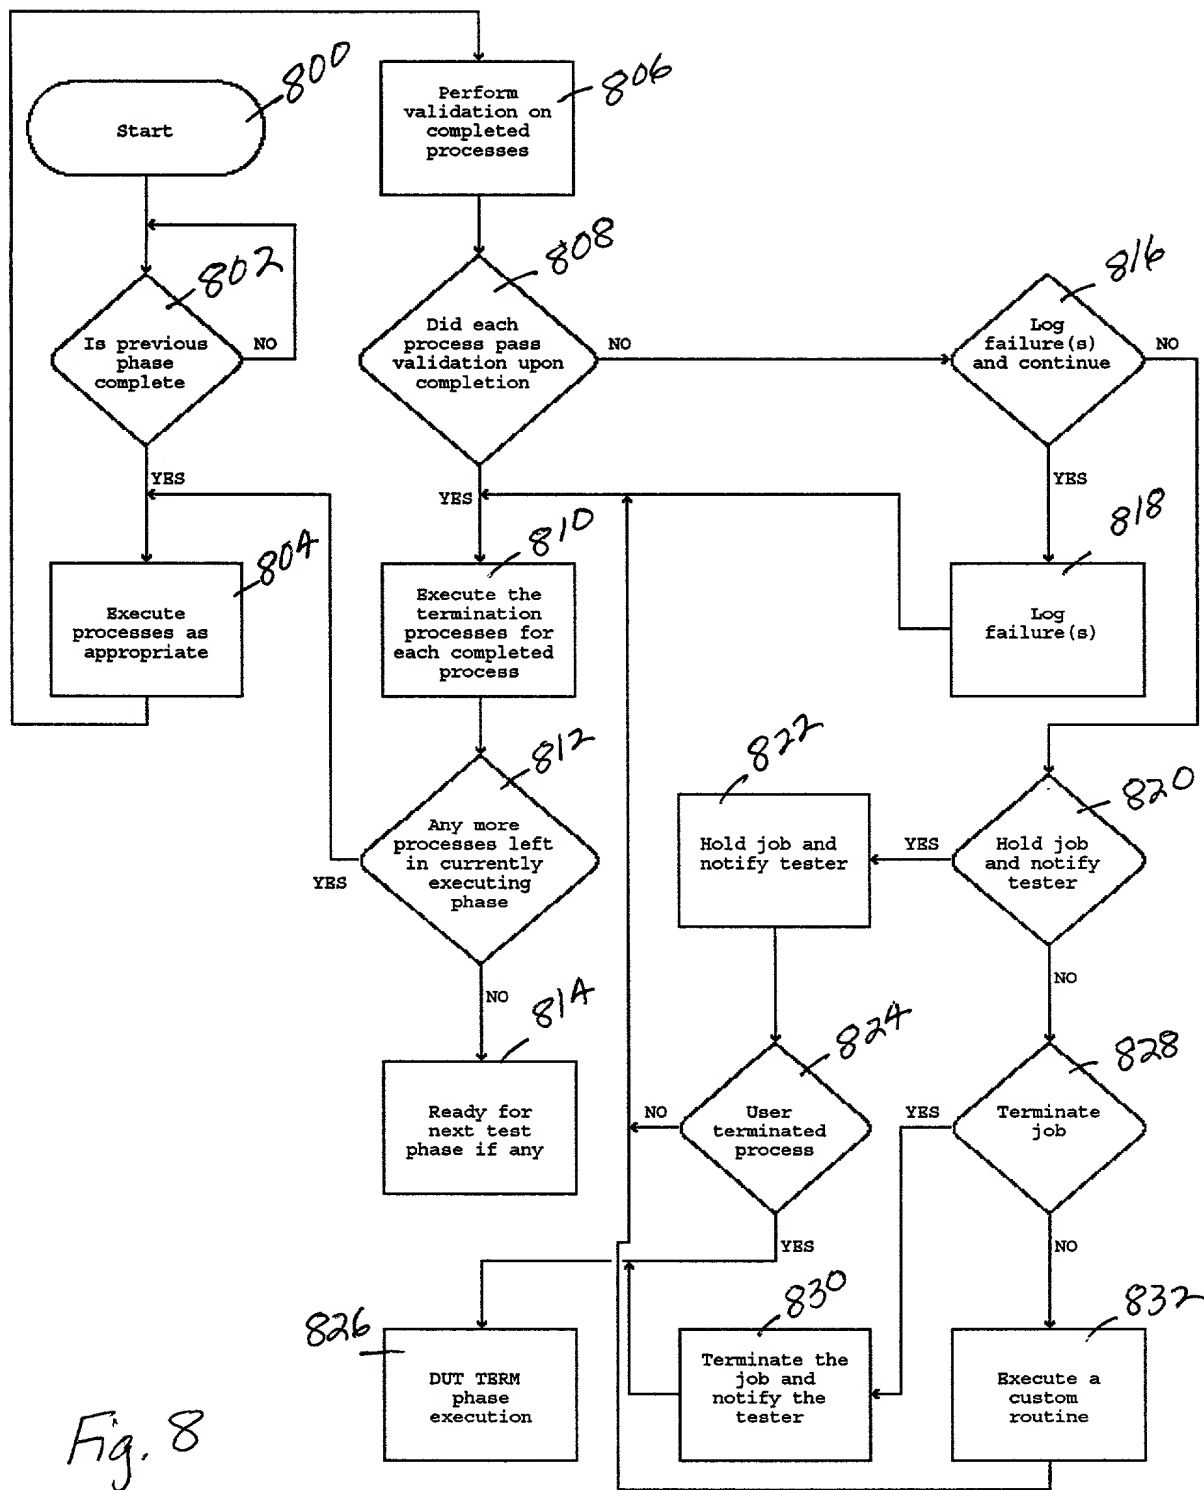 800
Start
802
Is previous
phase
complete
NO
YES
804
Execute
processes as
appropriate
806
Perform
validation on
completed
processes
808
Did each
process pass
validation upon
completion
NO
YES
810
Execute the
termination
processes for
each completed
process
812
Any more
processes left
in currently
executing
phase
YES
NO
814
Ready for
next test
phase if any
816
Log
failure(s)
and continue
NO
YES
818
Log
failure(s)
820
Hold job
and notify
tester
YES
NO
822
Hold job and
notify tester
824
User
terminated
process
NO
YES
826
DUT TERM
phase
execution
828
Terminate
job
YES
NO
830
Terminate the
job and
notify the
tester
832
Execute a
custom
routine
Fig. 8